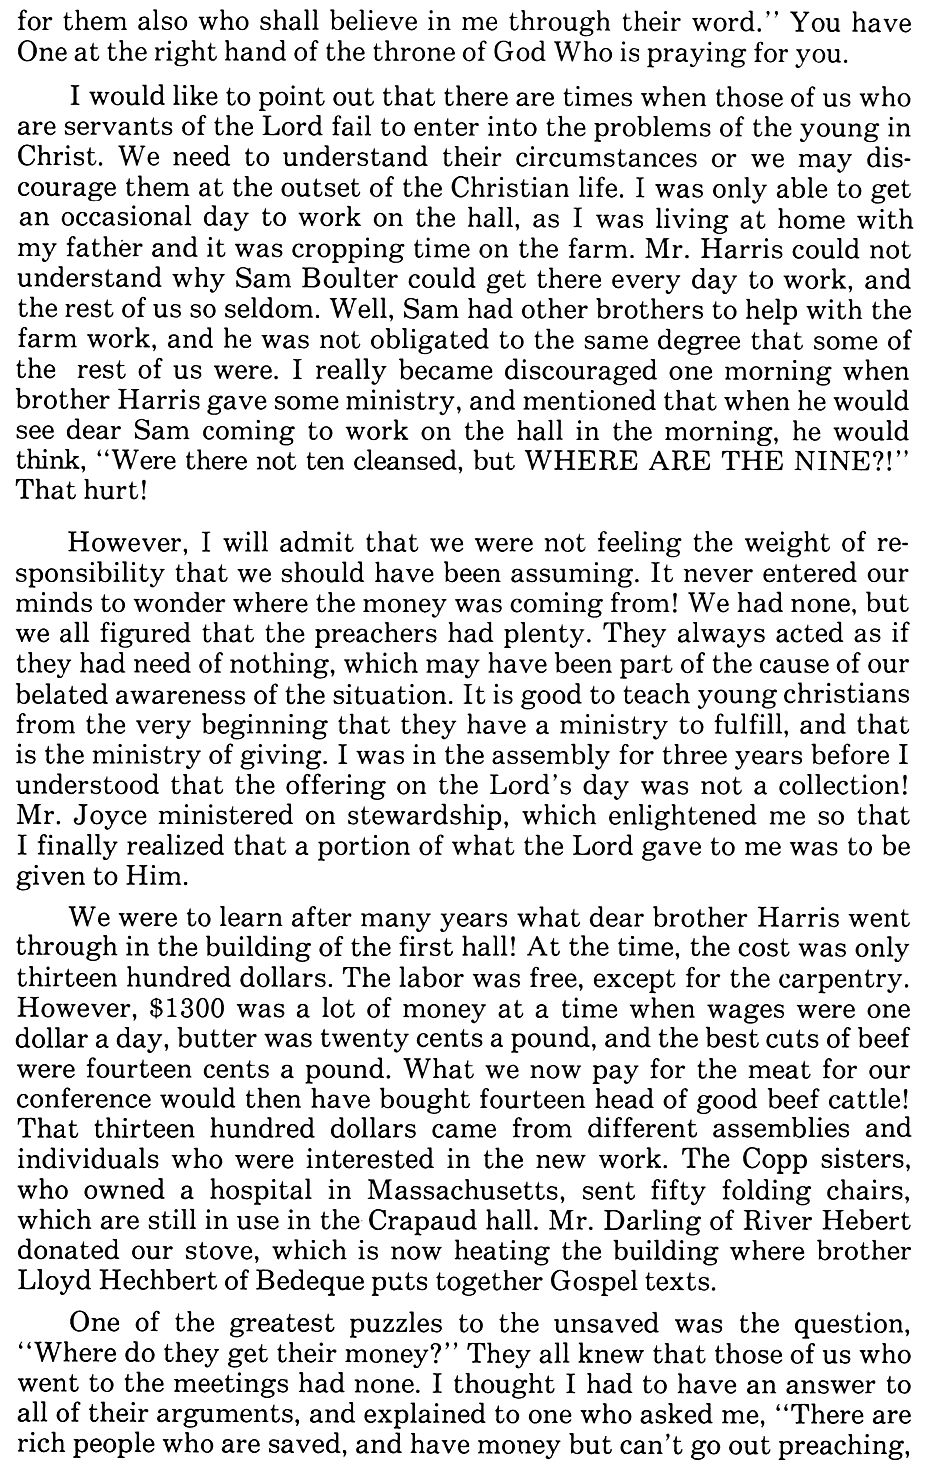 for them also who shall believe in me through their word." You have
One at the right hand of the throne of God Who is praying for you.
I would like to point out that there are times when those of us who
are servants of the Lord fail to enter into the problems of the young in
Christ. We need to understand their circumstances or we may dis-
courage them at the outset of the Christian life. I was only able to get
an occasional day to work on the hall, as I was living at home with
my father and it was cropping time on the farm. Mr. Harris could not
understand why Sam Boulter could get there every day to work, and
the rest of us so seldom. Well, Sam had other brothers to help with the
farm work, and he was not obligated to the same degree that some of
the rest of us were. I really became discouraged one morning when
brother Harris gave some ministry, and mentioned that when he would
see dear Sam coming to work on the hall in the morning, he would
think, "Were there not ten cleansed, but WHERE ARE THE NINE?!"
That hurt!
However, I will admit that we were not feeling the weight of re-
sponsibility that we should have been assuming. It never entered our
minds to wonder where the money was coming from! We had none, but
we all figured that the preachers had plenty. They always acted as if
they had need of nothing, which may have been part of the cause of our
belated awareness of the situation. It is good to teach young christians
from the very beginning that they have a ministry to fulfill, and that
is the ministry of giving. I was in the assembly for three years before I
understood that the offering on the Lord's day was not a collection!
Mr. Joyce ministered on stewardship, which enlightened me so that
I finally realized that a portion of what the Lord gave to me was to be
given to Him.
We were to learn after many years what dear brother Harris went
through in the building of the first hall! At the time, the cost was only
thirteen hundred dollars. The labor was free, except for the carpentry.
However, $1300 was a lot of money at a time when wages were one
dollar a day, butter was twenty cents a pound, and the best cuts of beef
were fourteen cents a pound. What we now pay for the meat for our
conference would then have bought fourteen head of good beef cattle!
That thirteen hundred dollars came from different assemblies and
individuals who were interested in the new work. The Copp sisters,
who owned a hospital in Massachusetts, sent fifty folding chairs,
which are still in use in the Crapaud hall. Mr. Darling of River Hebert
donated our stove, which is now heating the building where brother
Lloyd Hechbert of Bedeque puts together Gospel texts.
One of the greatest puzzles to the unsaved was the question,
"Where do they get their money?" They all knew that those of us who
went to the meetings had none. I thought I had to have an answer to
all of their arguments, and explained to one who asked me, "There are
rich people who are saved, and have money but can't go out preaching,